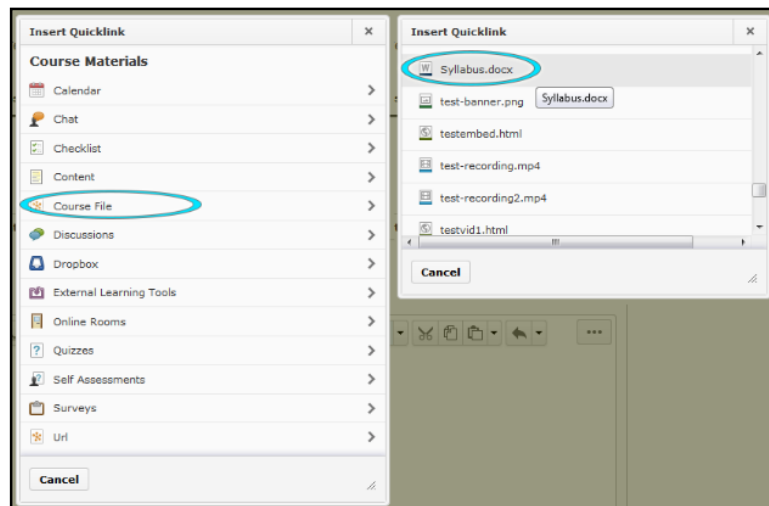 Insert Quicklink
Course Materials
Calendar
Chat
Checklist
Content
Course File
Discussions
Dropbox
External Learning Tools
Online Rooms
Quizzes
Self Assessments
Surveys
Url
Cancel
Insert Quicklink
Syllabus.docx
test-banner.png
Syllabus.docx
testembed.html
test-recording.mp4
test-recording2.mp4
testvid1.html
Cancel